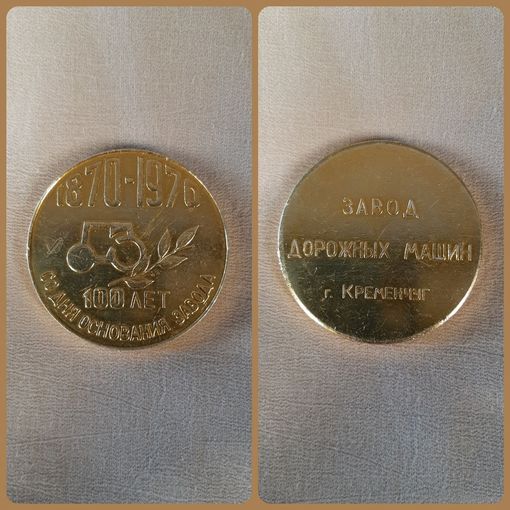 1870-1970
100 ЛЕТ
СО ДНЯ ОСНОВАНИЯ ЗАВОДА
ЗАВОД
ДОРОЖНЫХ МАШИН
г. КРЕМЕНЧУГ